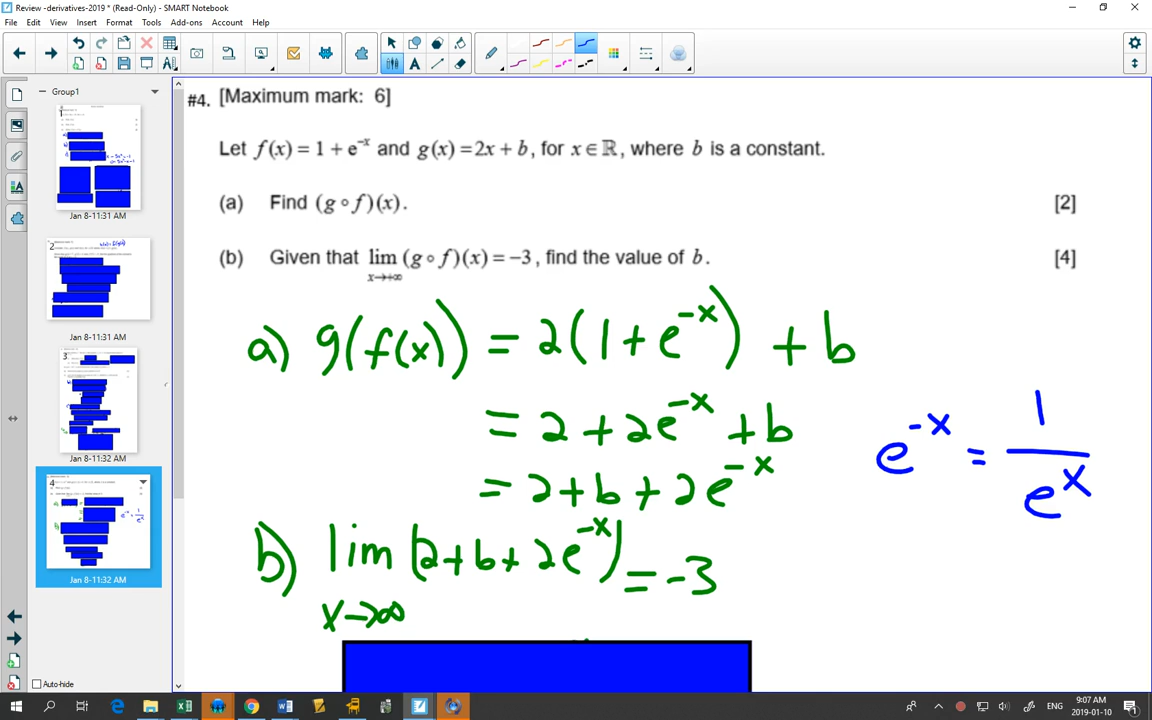 Review -derivatives-2019 * (Read-Only) - SMART Notebook
File Edit View Insert Format Tools Add-ons Account Help
Group1
Jan 8-11:31 AM
Jan 8-11:31 AM
Jan 8-11:32 AM
Jan 8-11:32 AM
Auto-hide
#4. [Maximum mark: 6]
Let f(x) = 1 + e^{-x} and g(x) = 2x + b, for x ∈ ℝ, where b is a constant.
(a) Find (g ∘ f)(x). [2]
(b) Given that lim_{x→+∞} (g ∘ f)(x) = −3, find the value of b. [4]
a) g(f(x)) = 2(1 + e^{-x}) + b
= 2 + 2e^{-x} + b
= 2 + b + 2e^{-x}
e^{-x} = 1/e^x
b) lim_{x→∞} (2 + b + 2e^{-x}) = -3
ENG
9:07 AM
2019-01-10